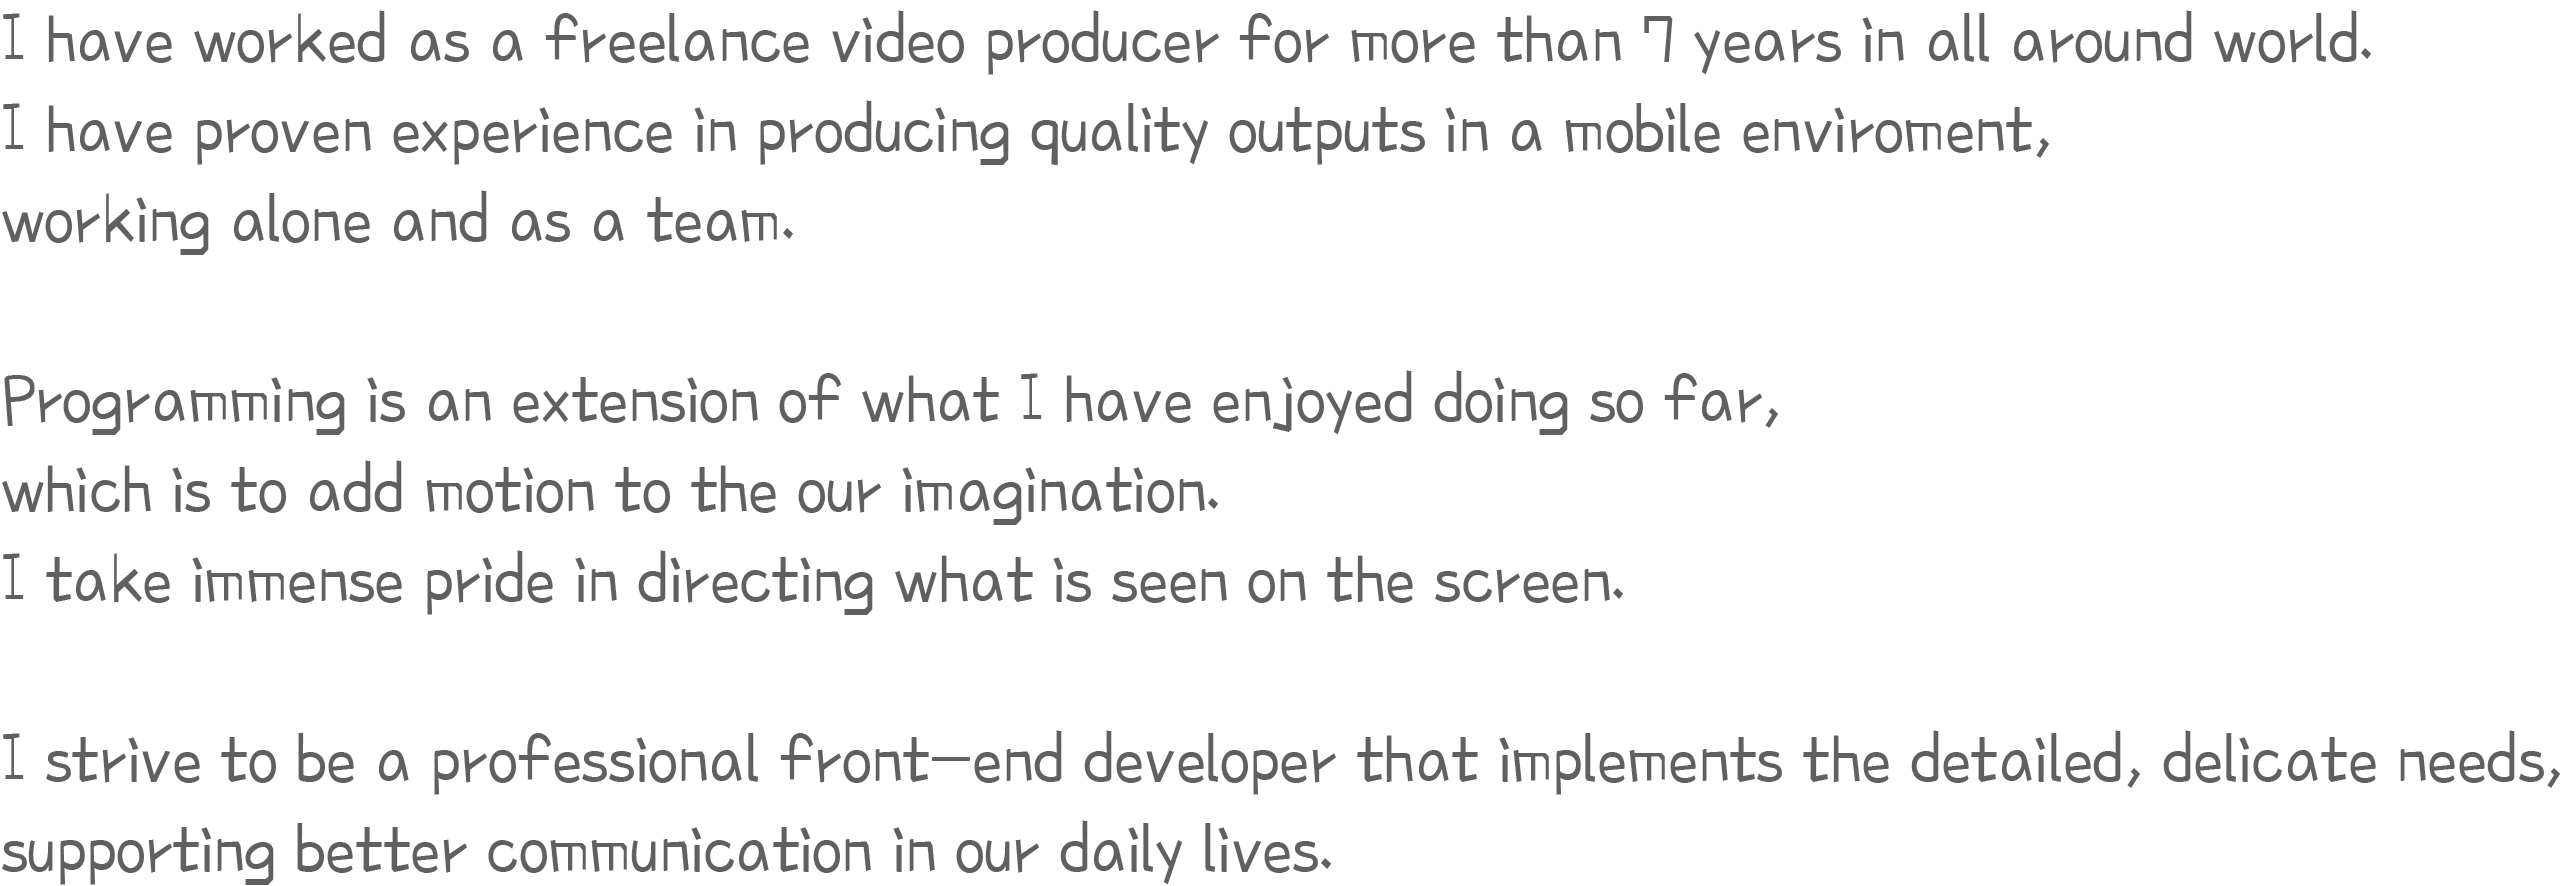 I have worked as a freelance video producer for more than 7 years in all around world.
I have proven experience in producing quality outputs in a mobile enviroment,
working alone and as a team.
Programming is an extension of what I have enjoyed doing so far,
which is to add motion to the our imagination.
I take immense pride in directing what is seen on the screen.
I strive to be a professional front-end developer that implements the detailed, delicate needs,
supporting better communication in our daily lives.